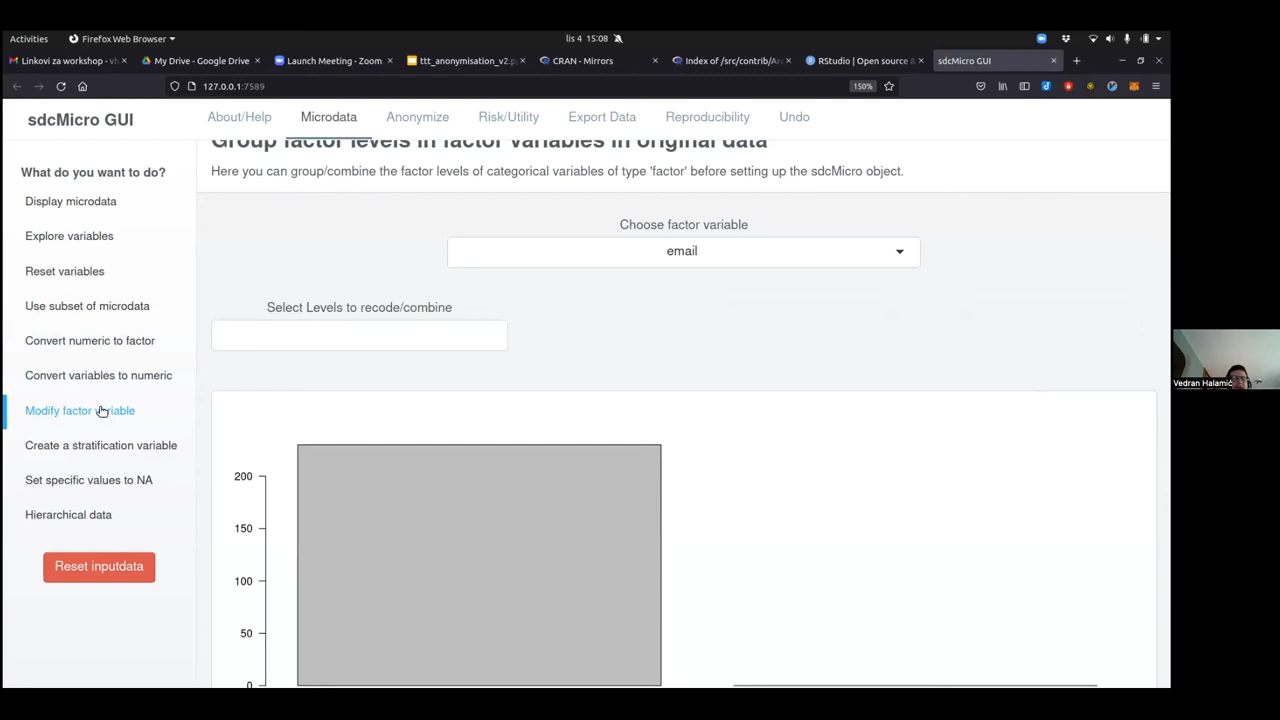 Activities
Firefox Web Browser
lis 4 15:08
Linkovi za workshop - vh
My Drive - Google Drive
Launch Meeting - Zoom
ttt_anonymisation_v2.p
CRAN - Mirrors
Index of /src/contrib/Arc
RStudio | Open source &
sdcMicro GUI
127.0.0.1:7589
150%
sdcMicro GUI
About/Help
Microdata
Anonymize
Risk/Utility
Export Data
Reproducibility
Undo
What do you want to do?
Display microdata
Explore variables
Reset variables
Use subset of microdata
Convert numeric to factor
Convert variables to numeric
Modify factor variable
Create a stratification variable
Set specific values to NA
Hierarchical data
Reset inputdata
Group factor levels in factor variables in original data
Here you can group/combine the factor levels of categorical variables of type 'factor' before setting up the sdcMicro object.
Choose factor variable
email
Select Levels to recode/combine
200
150
100
50
0
Vedran Halamić